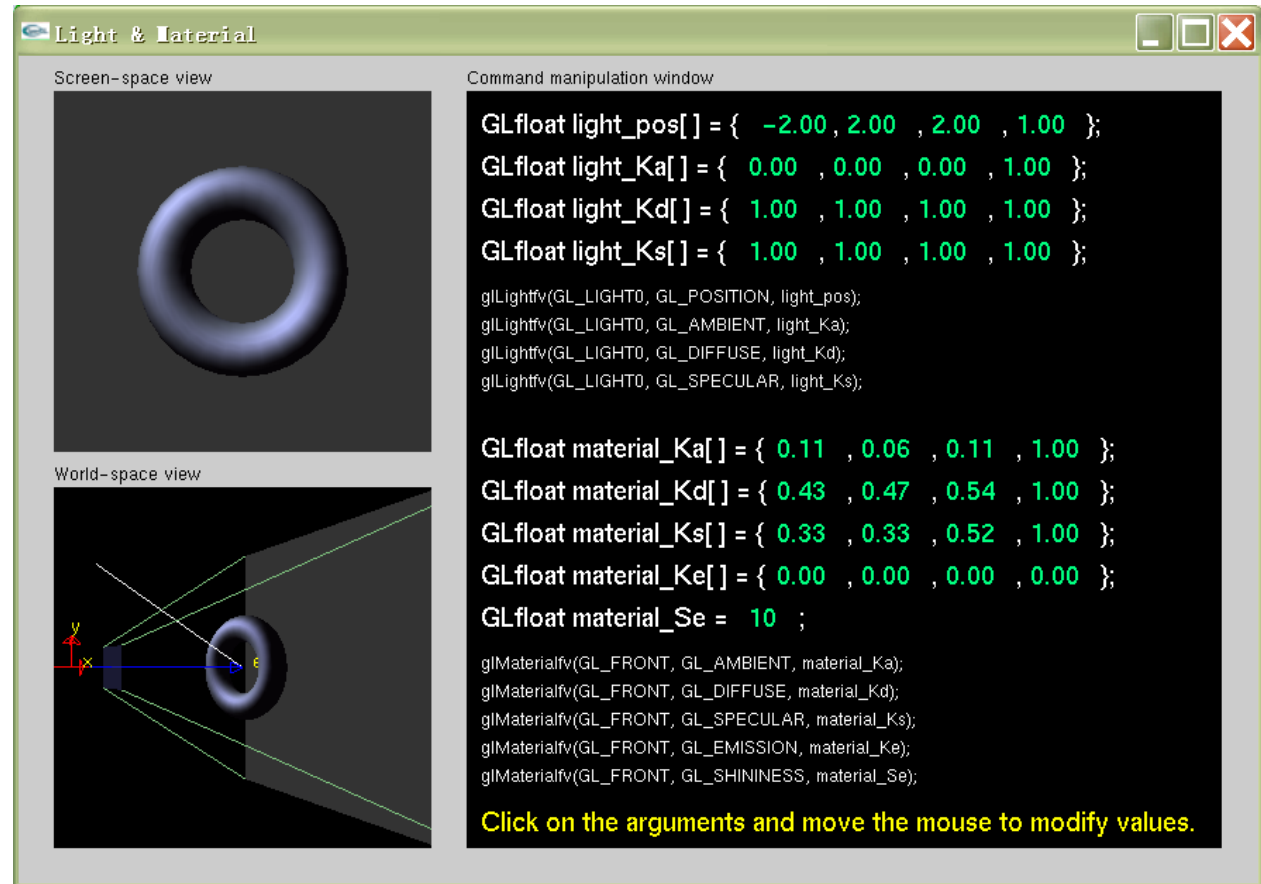 Light & Material
Screen-space view
Command manipulation window
GLfloat light_pos[ ] = { -2.00 , 2.00 , 2.00 , 1.00 };
GLfloat light_Ka[ ] = { 0.00 , 0.00 , 0.00 , 1.00 };
GLfloat light_Kd[ ] = { 1.00 , 1.00 , 1.00 , 1.00 };
GLfloat light_Ks[ ] = { 1.00 , 1.00 , 1.00 , 1.00 };
glLightfv(GL_LIGHT0, GL_POSITION, light_pos);
glLightfv(GL_LIGHT0, GL_AMBIENT, light_Ka);
glLightfv(GL_LIGHT0, GL_DIFFUSE, light_Kd);
glLightfv(GL_LIGHT0, GL_SPECULAR, light_Ks);
GLfloat material_Ka[ ] = { 0.11 , 0.06 , 0.11 , 1.00 };
GLfloat material_Kd[ ] = { 0.43 , 0.47 , 0.54 , 1.00 };
GLfloat material_Ks[ ] = { 0.33 , 0.33 , 0.52 , 1.00 };
GLfloat material_Ke[ ] = { 0.00 , 0.00 , 0.00 , 0.00 };
GLfloat material_Se = 10 ;
glMaterialfv(GL_FRONT, GL_AMBIENT, material_Ka);
glMaterialfv(GL_FRONT, GL_DIFFUSE, material_Kd);
glMaterialfv(GL_FRONT, GL_SPECULAR, material_Ks);
glMaterialfv(GL_FRONT, GL_EMISSION, material_Ke);
glMaterialfv(GL_FRONT, GL_SHININESS, material_Se);
Click on the arguments and move the mouse to modify values.
World-space view
y
x
e